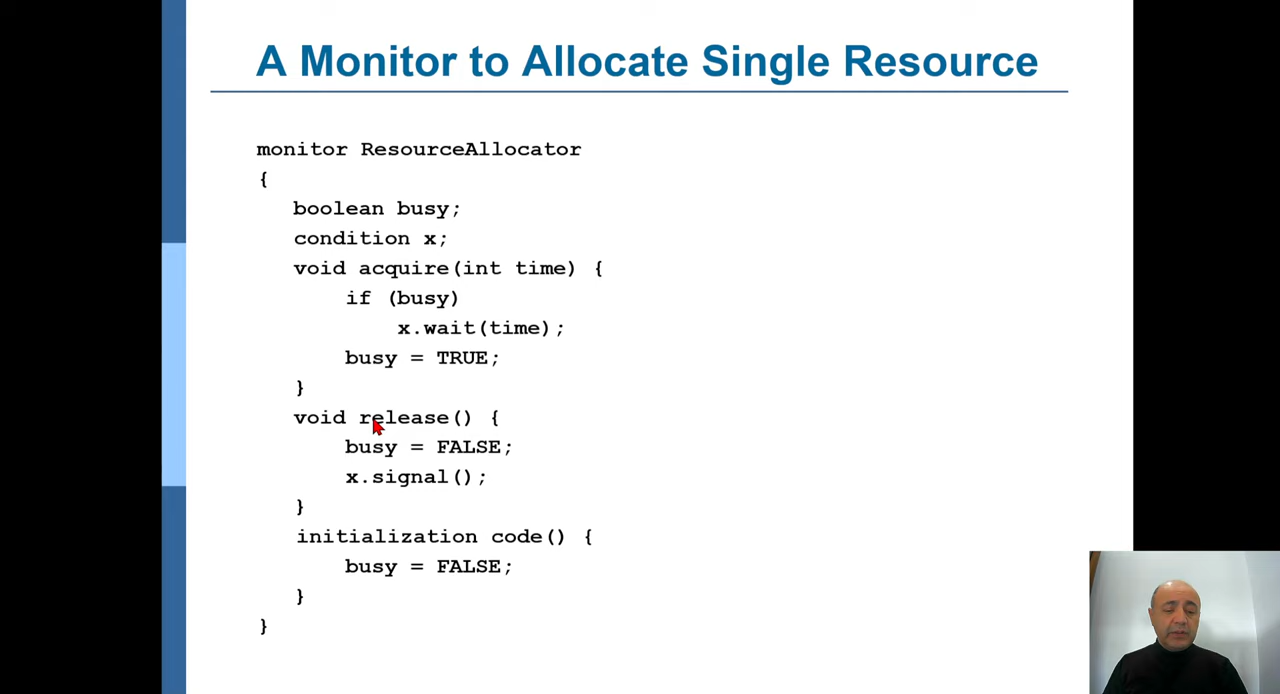 A Monitor to Allocate Single Resource
monitor ResourceAllocator
{
boolean busy;
condition x;
void acquire(int time) {
if (busy)
x.wait(time);
busy = TRUE;
}
void release() {
busy = FALSE;
x.signal();
}
initialization code() {
busy = FALSE;
}
}